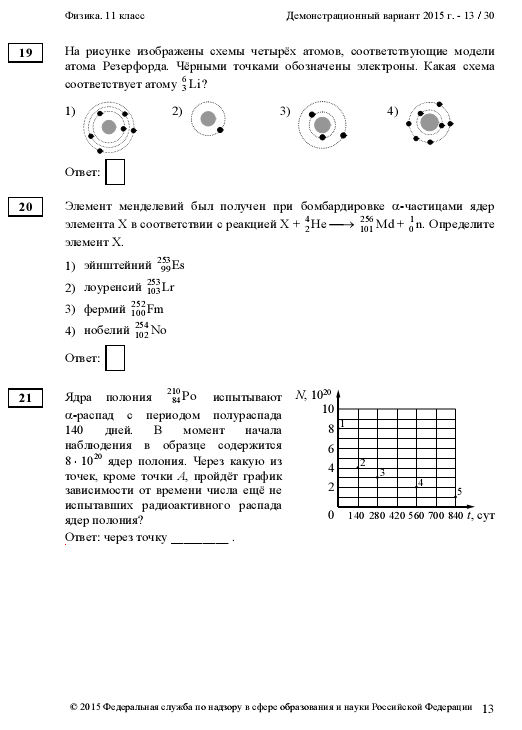 Физика. 11 класс Демонстрационный вариант 2015 г. - 13 / 30
19 На рисунке изображены схемы четырёх атомов, соответствующие модели
атома Резерфорда. Чёрными точками обозначены электроны. Какая схема
соответствует атому ⁶₃Li?
1) 2) 3) 4)
Ответ:
20 Элемент менделевий был получен при бомбардировке α-частицами ядер
элемента X в соответствии с реакцией X + ⁴₂He ⟶ ²⁵⁶₁₀₁Md + ¹₀n. Определите
элемент X.
1) эйнштейний ²⁵³₉₉Es
2) лоуренсий ²⁵³₁₀₃Lr
3) фермий ²⁵²₁₀₀Fm
4) нобелий ²⁵⁴₁₀₂No
Ответ:
21 Ядра полония ²¹⁰₈₄Po испытывают
α-распад с периодом полураспада
140 дней. В момент начала
наблюдения в образце содержится
8 · 10²⁰ ядер полония. Через какую из
точек, кроме точки A, пройдёт график
зависимости от времени числа ещё не
испытавших радиоактивного распада
ядер полония?
Ответ: через точку _________ .
N, 10²⁰
10
8
6
4
2
0
1
2
3
4
5
140 280 420 560 700 840 t, сут
© 2015 Федеральная служба по надзору в сфере образования и науки Российской Федерации 13